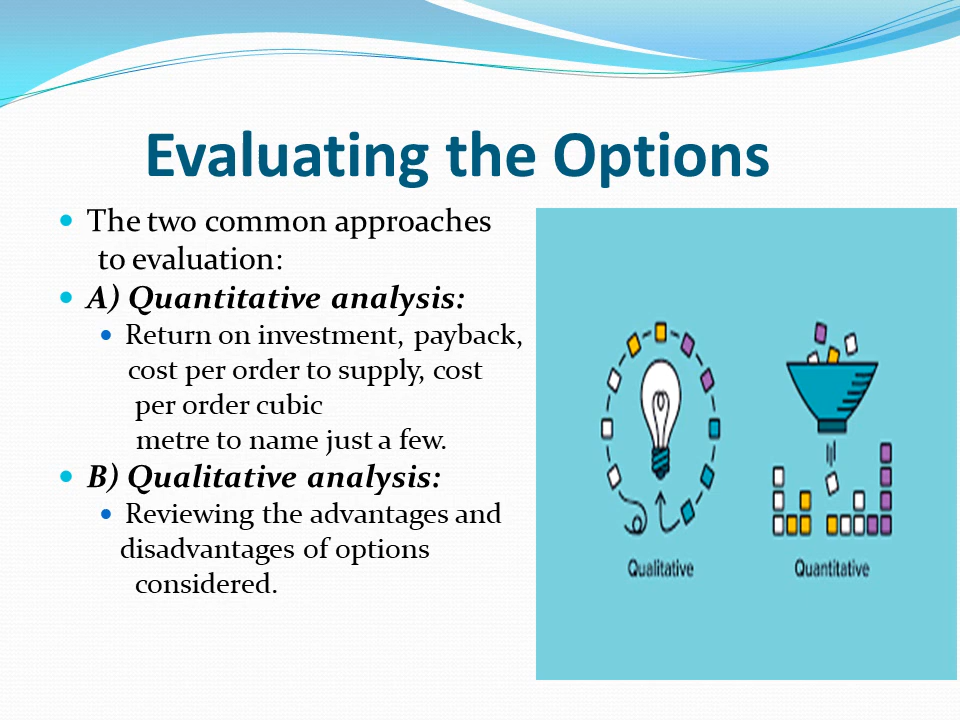 Evaluating the Options
The two common approaches
to evaluation:
A) Quantitative analysis:
Return on investment, payback,
cost per order to supply, cost
per order cubic
metre to name just a few.
B) Qualitative analysis:
Reviewing the advantages and
disadvantages of options
considered.
Qualitative
Quantitative